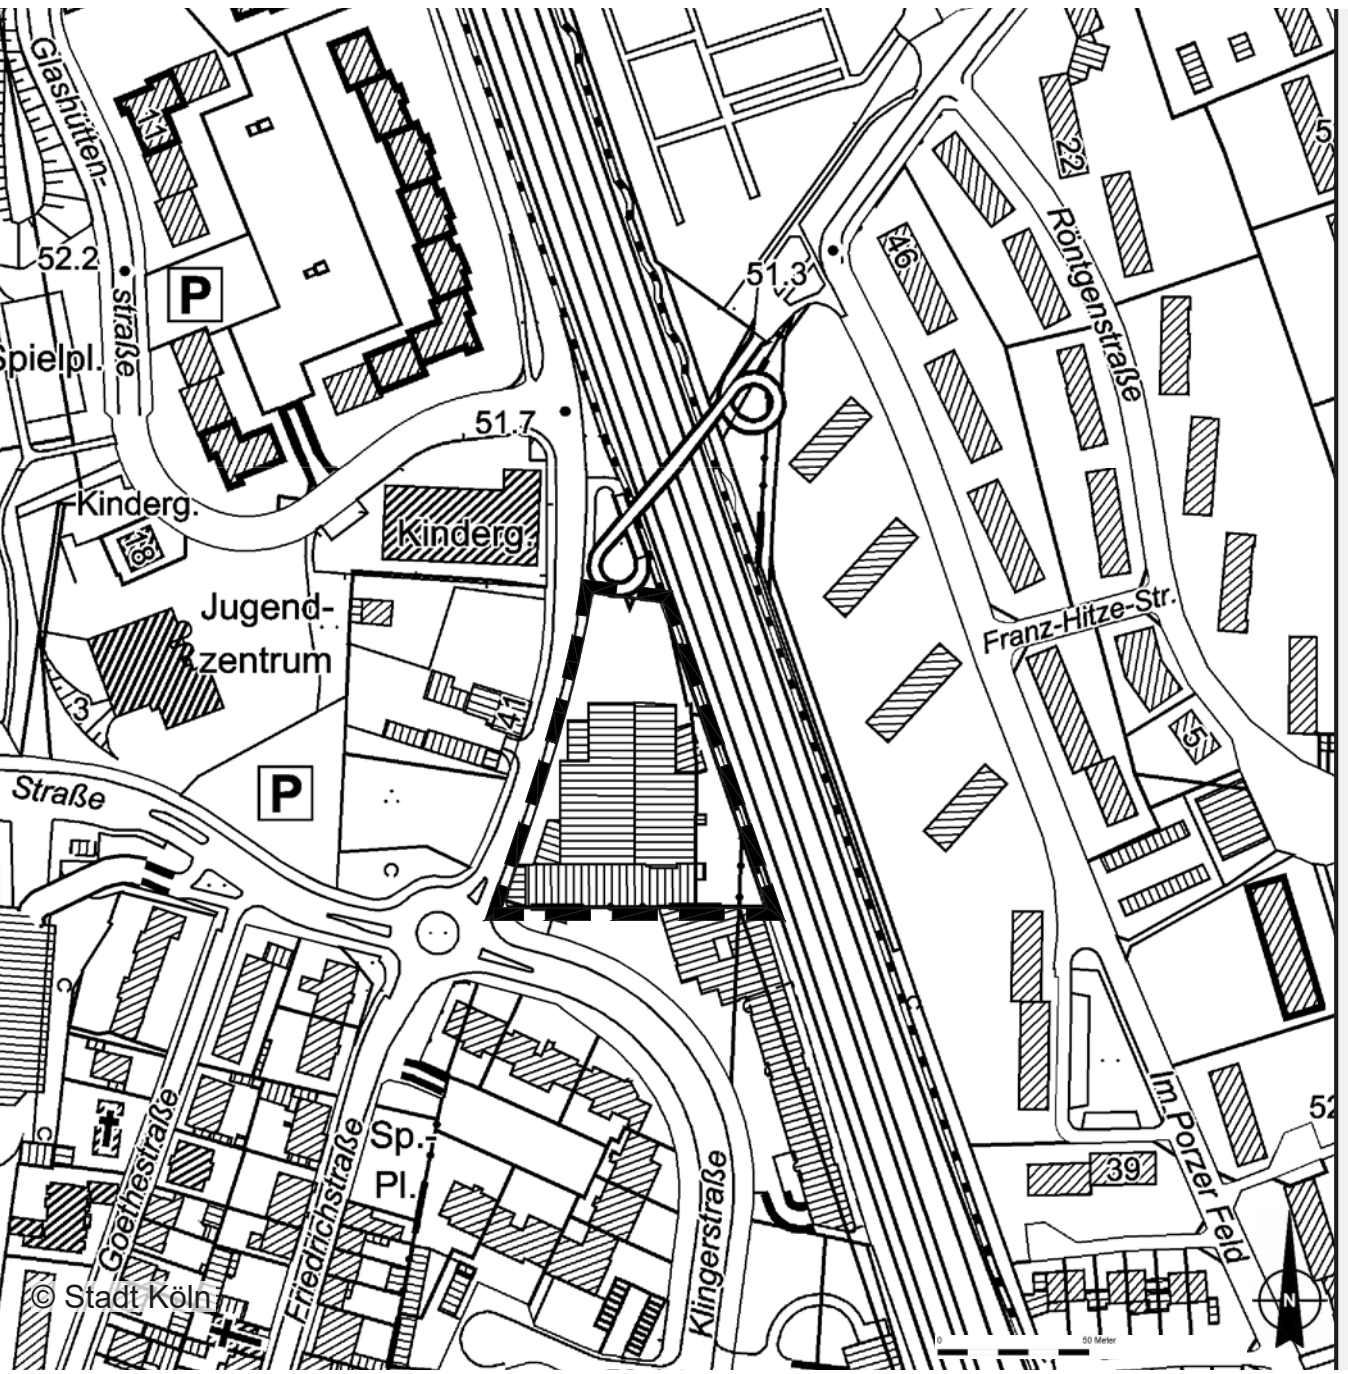 Glashütten-
straße
11
22
5
52.2
P
46
51.3
Röntgenstraße
Spielpl.
51.7
Kinderg.
18
Kinderg.
Jugend-
zentrum
Franz-Hitze-Str.
3
41
5
Straße
P
Im Porzer Feld
52
Sp.-
Pl.
39
Goethestraße
Friedrichstraße
Klingerstraße
© Stadt Köln
N
0
50 Meter